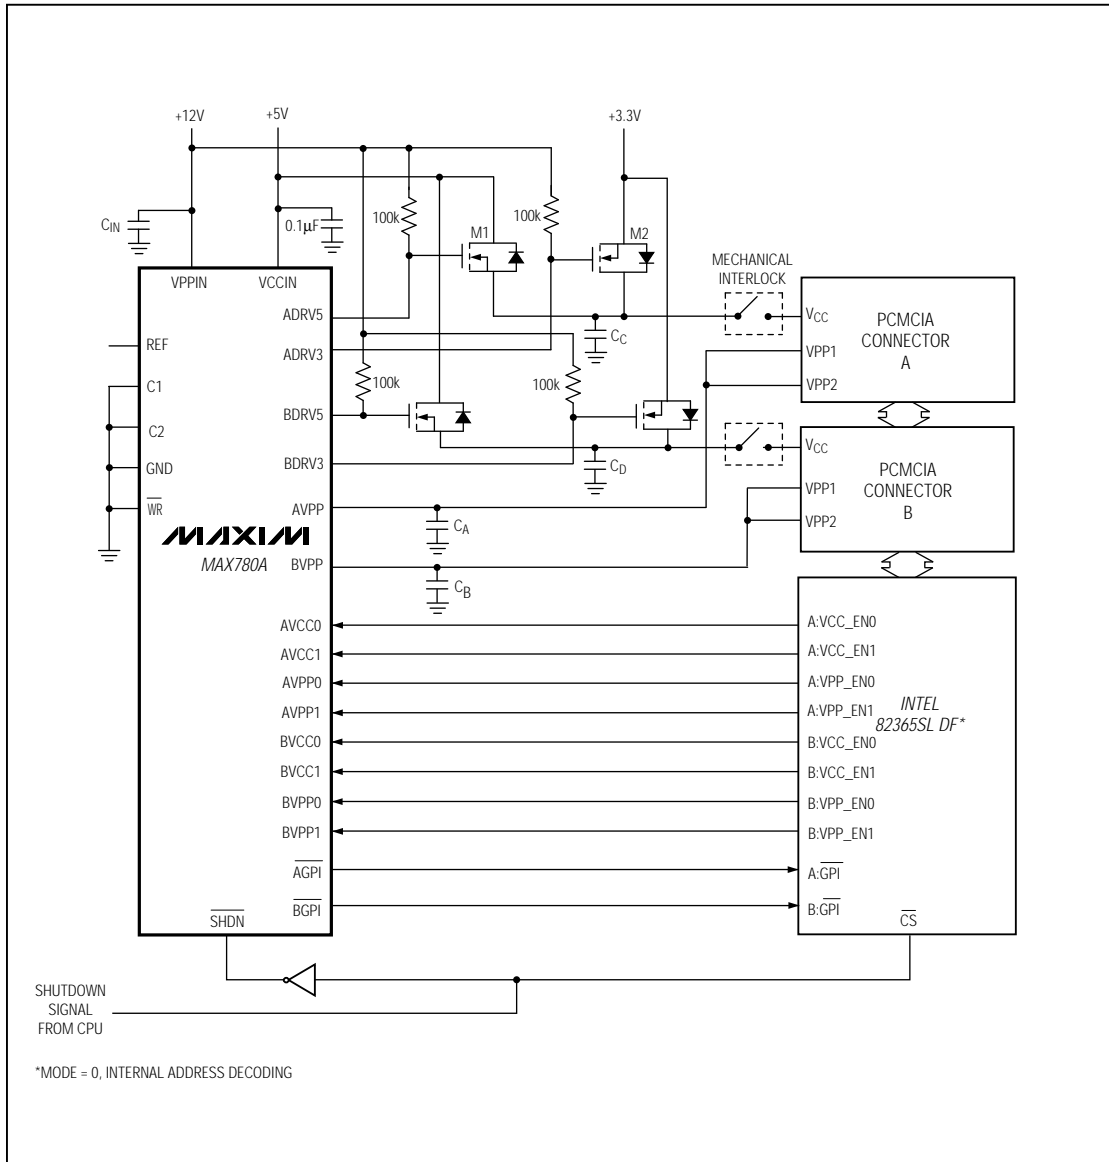 +12V
+5V
+3.3V
CIN
0.1μF
100k
M1
100k
M2
MECHANICAL
INTERLOCK
VPPIN
VCCIN
ADRV5
ADRV3
CC
VCC
PCMCIA
CONNECTOR
A
VPP1
VPP2
REF
C1
C2
GND
WR
100k
100k
BDRV5
BDRV3
CD
VCC
PCMCIA
CONNECTOR
B
VPP1
VPP2
AVPP
CA
MAXIM
MAX780A
BVPP
CB
AVCC0
AVCC1
AVPP0
AVPP1
BVCC0
BVCC1
BVPP0
BVPP1
AGPI
BGPI
SHDN
A:VCC_EN0
A:VCC_EN1
A:VPP_EN0
A:VPP_EN1
B:VCC_EN0
B:VCC_EN1
B:VPP_EN0
B:VPP_EN1
A:GPI
B:GPI
INTEL
82365SL DF*
CS
SHUTDOWN
SIGNAL
FROM CPU
*MODE = 0, INTERNAL ADDRESS DECODING